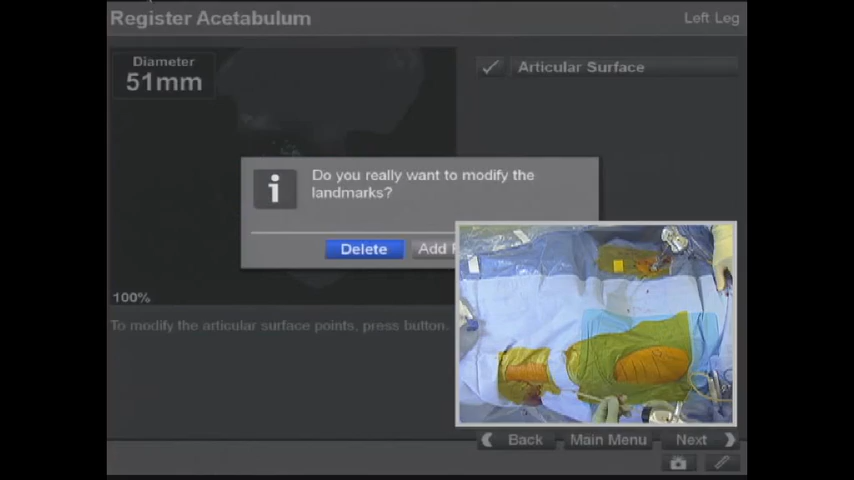 Register Acetabulum
Left Leg
Diameter
51mm
Articular Surface
Do you really want to modify the
landmarks?
Delete
Add
100%
To modify the articular surface points, press button.
Back
Main Menu
Next